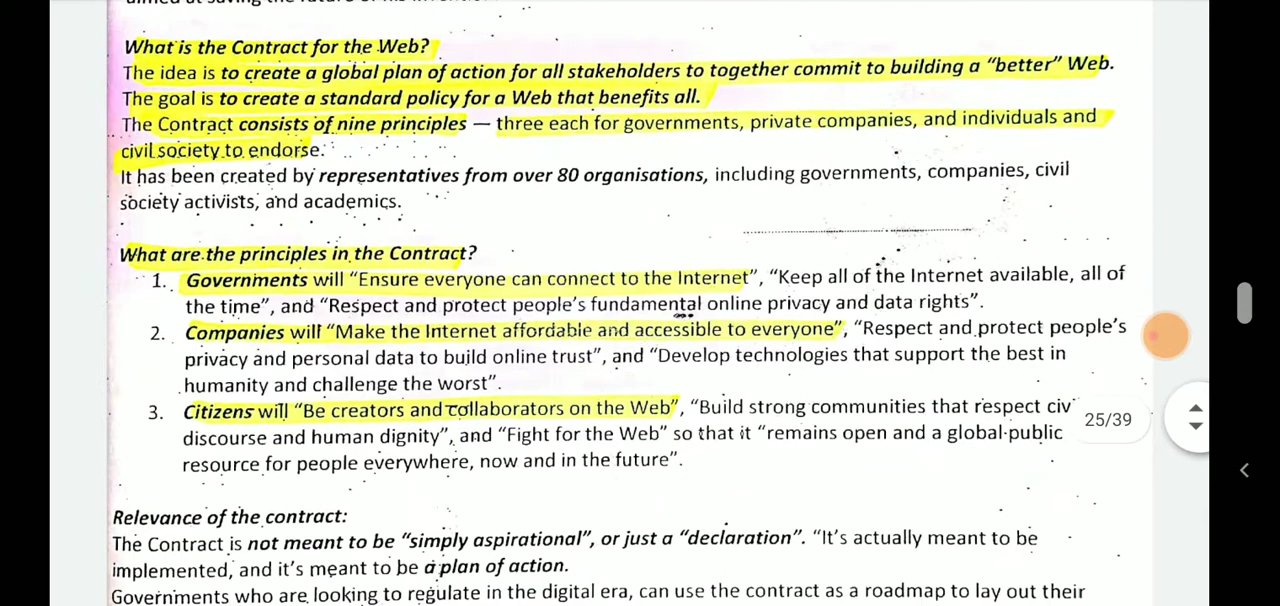 What is the Contract for the Web?
The idea is to create a global plan of action for all stakeholders to together commit to building a “better” Web.
The goal is to create a standard policy for a Web that benefits all.
The Contract consists of nine principles — three each for governments, private companies, and individuals and
civil society to endorse.
It has been created by representatives from over 80 organisations, including governments, companies, civil
society activists, and academics.
What are the principles in the Contract?
1. Governments will “Ensure everyone can connect to the Internet”, “Keep all of the Internet available, all of
the time”, and “Respect and protect people’s fundamental online privacy and data rights”.
2. Companies will “Make the Internet affordable and accessible to everyone”, “Respect and protect people’s
privacy and personal data to build online trust”, and “Develop technologies that support the best in
humanity and challenge the worst”.
3. Citizens will “Be creators and collaborators on the Web”, “Build strong communities that respect civ
25/39
discourse and human dignity”, and “Fight for the Web” so that it “remains open and a global public
resource for people everywhere, now and in the future”.
Relevance of the contract:
The Contract is not meant to be “simply aspirational”, or just a “declaration”. “It’s actually meant to be
implemented, and it’s meant to be a plan of action.
Governments who are looking to regulate in the digital era, can use the contract as a roadmap to lay out their